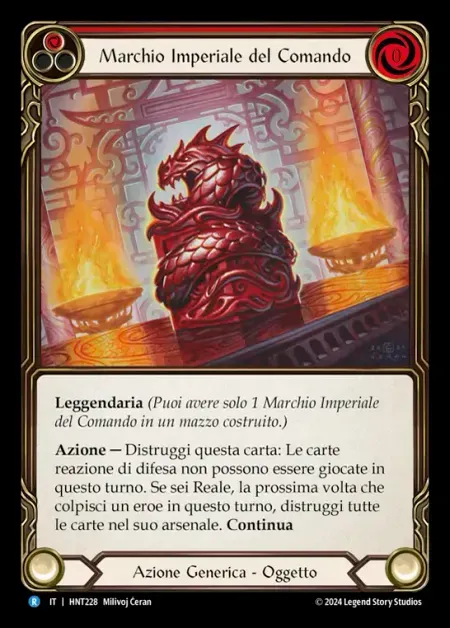 Marchio Imperiale del Comando
0
Leggendaria (Puoi avere solo 1 Marchio Imperiale
del Comando in un mazzo costruito.)
Azione — Distruggi questa carta: Le carte
reazione di difesa non possono essere giocate in
questo turno. Se sei Reale, la prossima volta che
colpisci un eroe in questo turno, distruggi tutte
le carte nel suo arsenale. Continua
Azione Generica - Oggetto
R IT | HNT228 Milivoj Ćeran
© 2024 Legend Story Studios